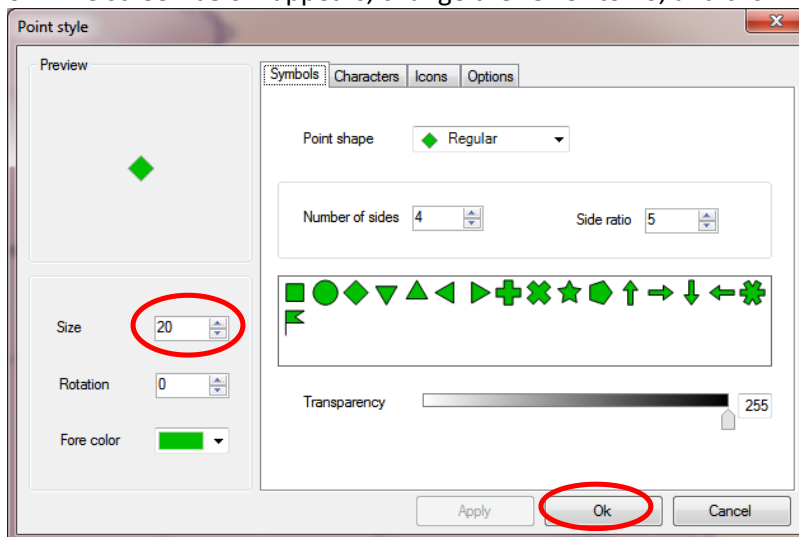 Point style
Preview
Symbols Characters Icons Options
Point shape Regular
Number of sides 4 Side ratio 5
Size 20
Rotation 0
Transparency 255
Fore color
Apply Ok Cancel